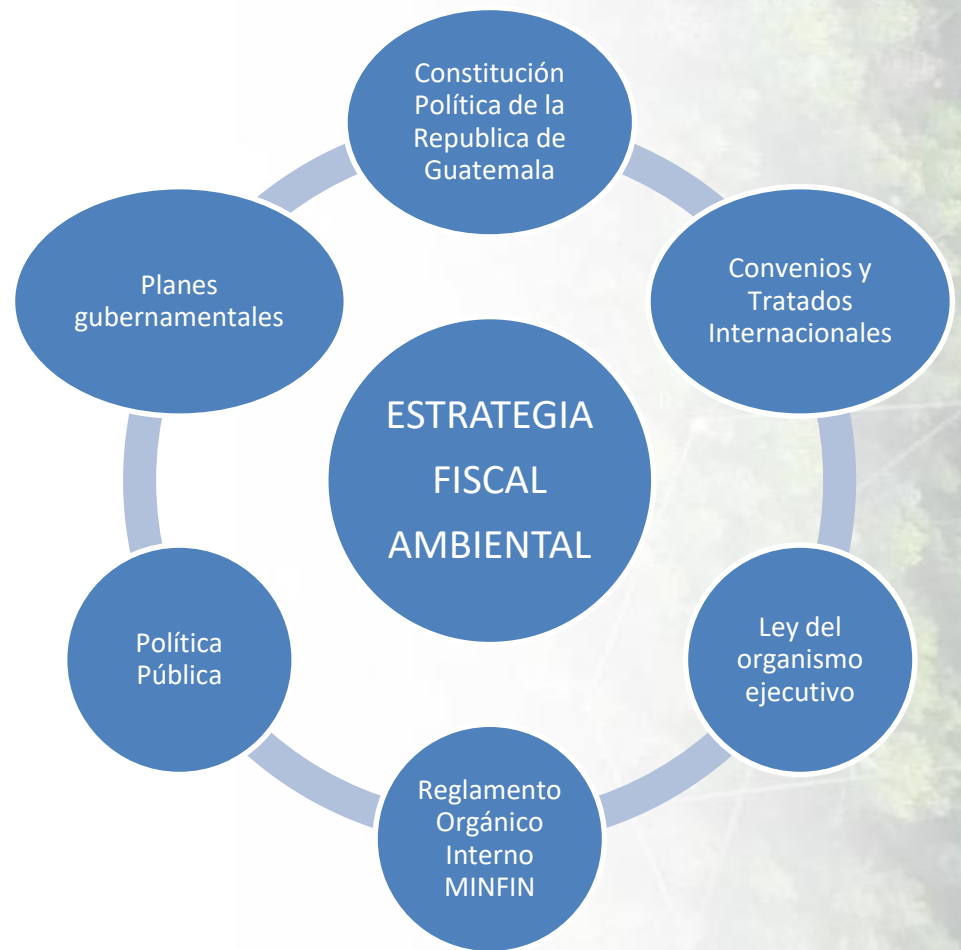 Constitución
Política de la
Republica de
Guatemala
Convenios y
Tratados
Internacionales
Ley del
organismo
ejecutivo
Reglamento
Orgánico
Interno
MINFIN
Política
Pública
Planes
gubernamentales
ESTRATEGIA
FISCAL
AMBIENTAL